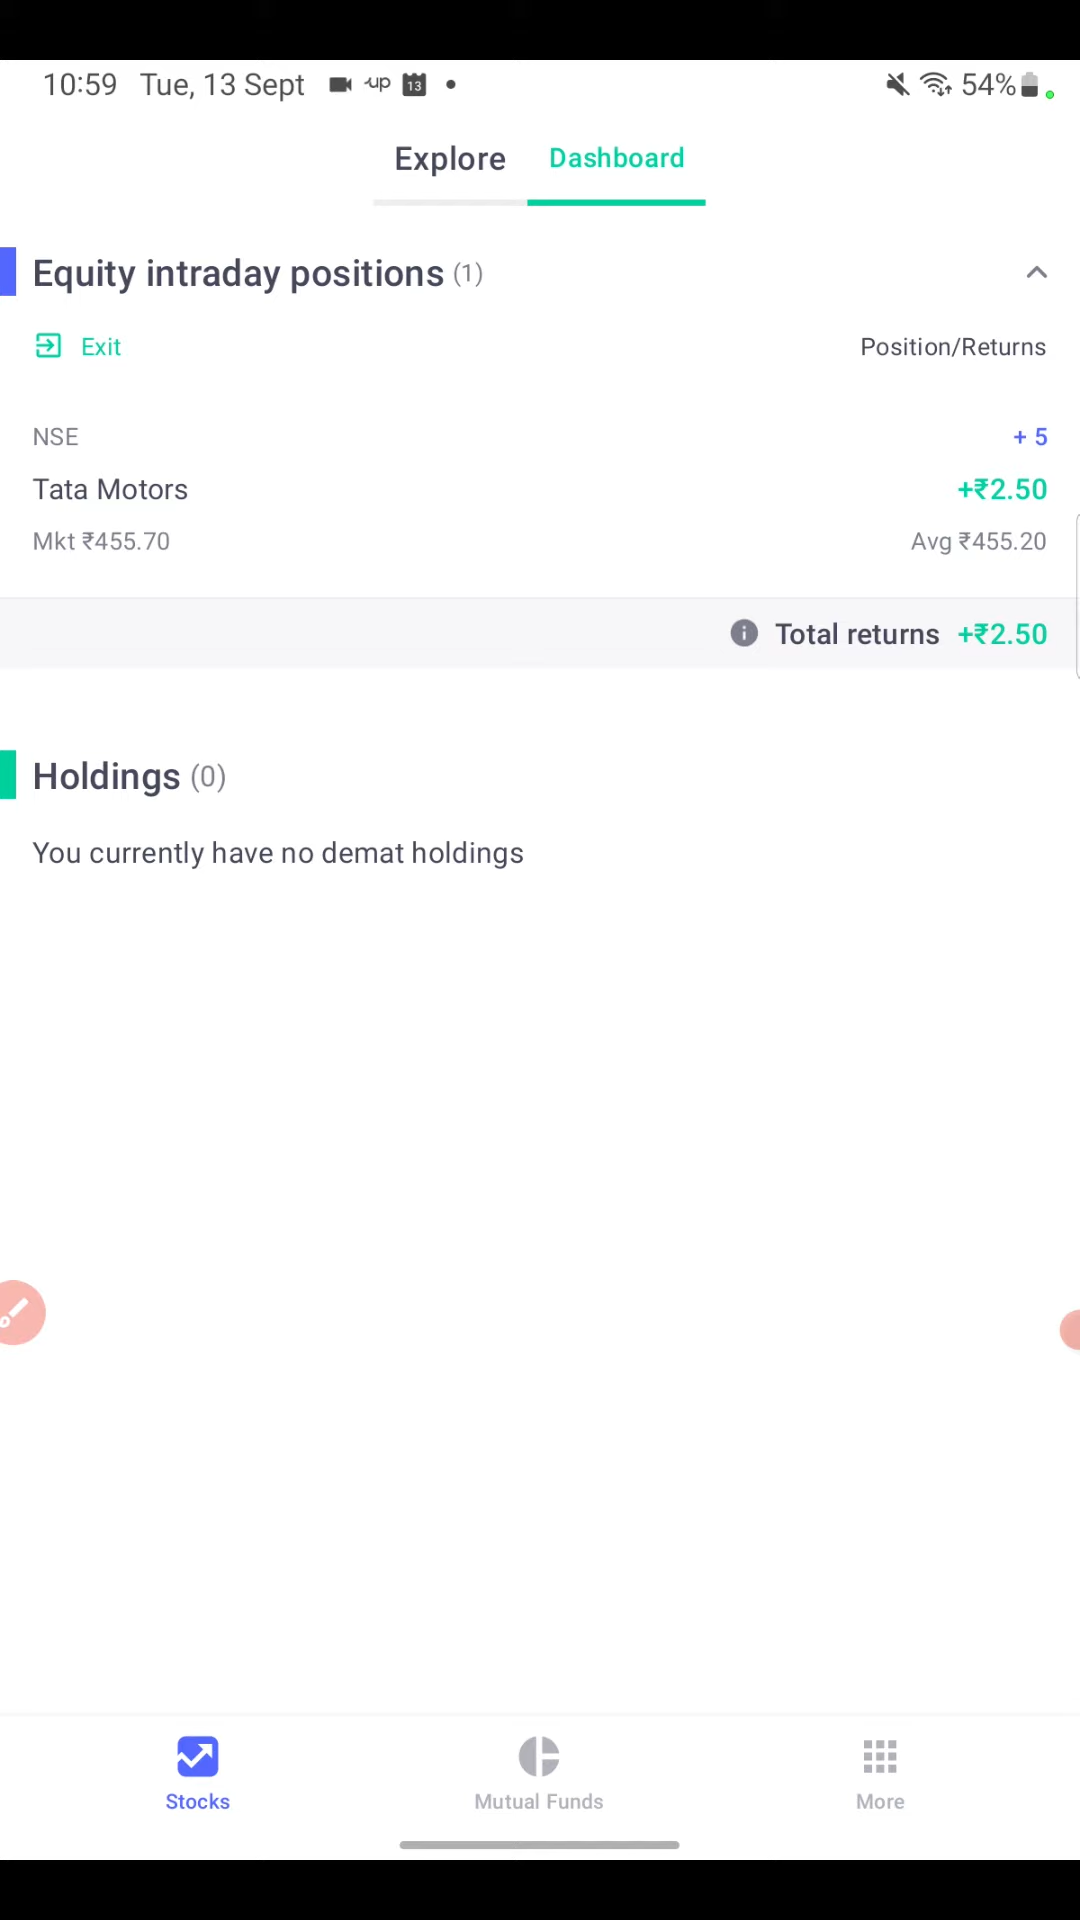 10:59 Tue, 13 Sept up 13 54%
Explore Dashboard
Equity intraday positions (1)
Exit Position/Returns
NSE + 5
Tata Motors +₹2.50
Mkt ₹455.70 Avg ₹455.20
Total returns +₹2.50
Holdings (0)
You currently have no demat holdings
Stocks Mutual Funds More